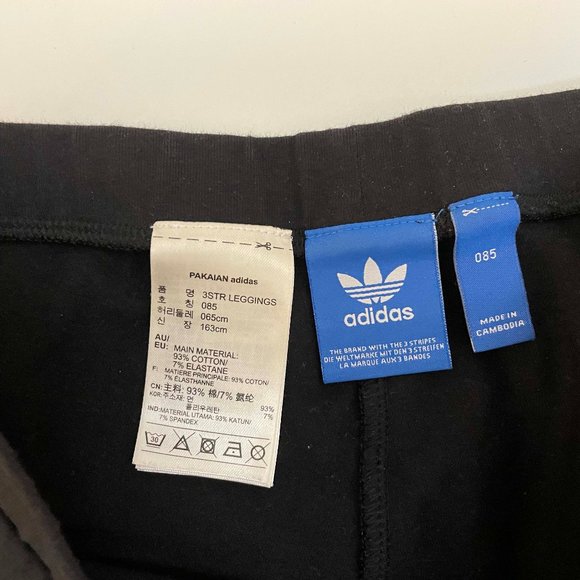 PAKAIAN adidas
품 명 3STR LEGGINGS
호 칭 085
허리둘레 065cm
신 장 163cm
AU/
EU: MAIN MATERIAL:
93% COTTON/
7% ELASTANE
F: MATIERE PRINCIPALE: 93% COTON/
7% ÉLASTHANNE
CN: 主料: 93% 棉/7% 氨纶
KOR: 주소재: 면 93%
폴리우레탄 7%
IND: MATERIAL UTAMA: 93% KATUN/
7% SPANDEX
30
adidas
THE BRAND WITH THE 3 STRIPES
DIE WELTMARKE MIT DEN 3 STREIFEN
LA MARQUE AUX 3 BANDES
085
MADE IN
CAMBODIA